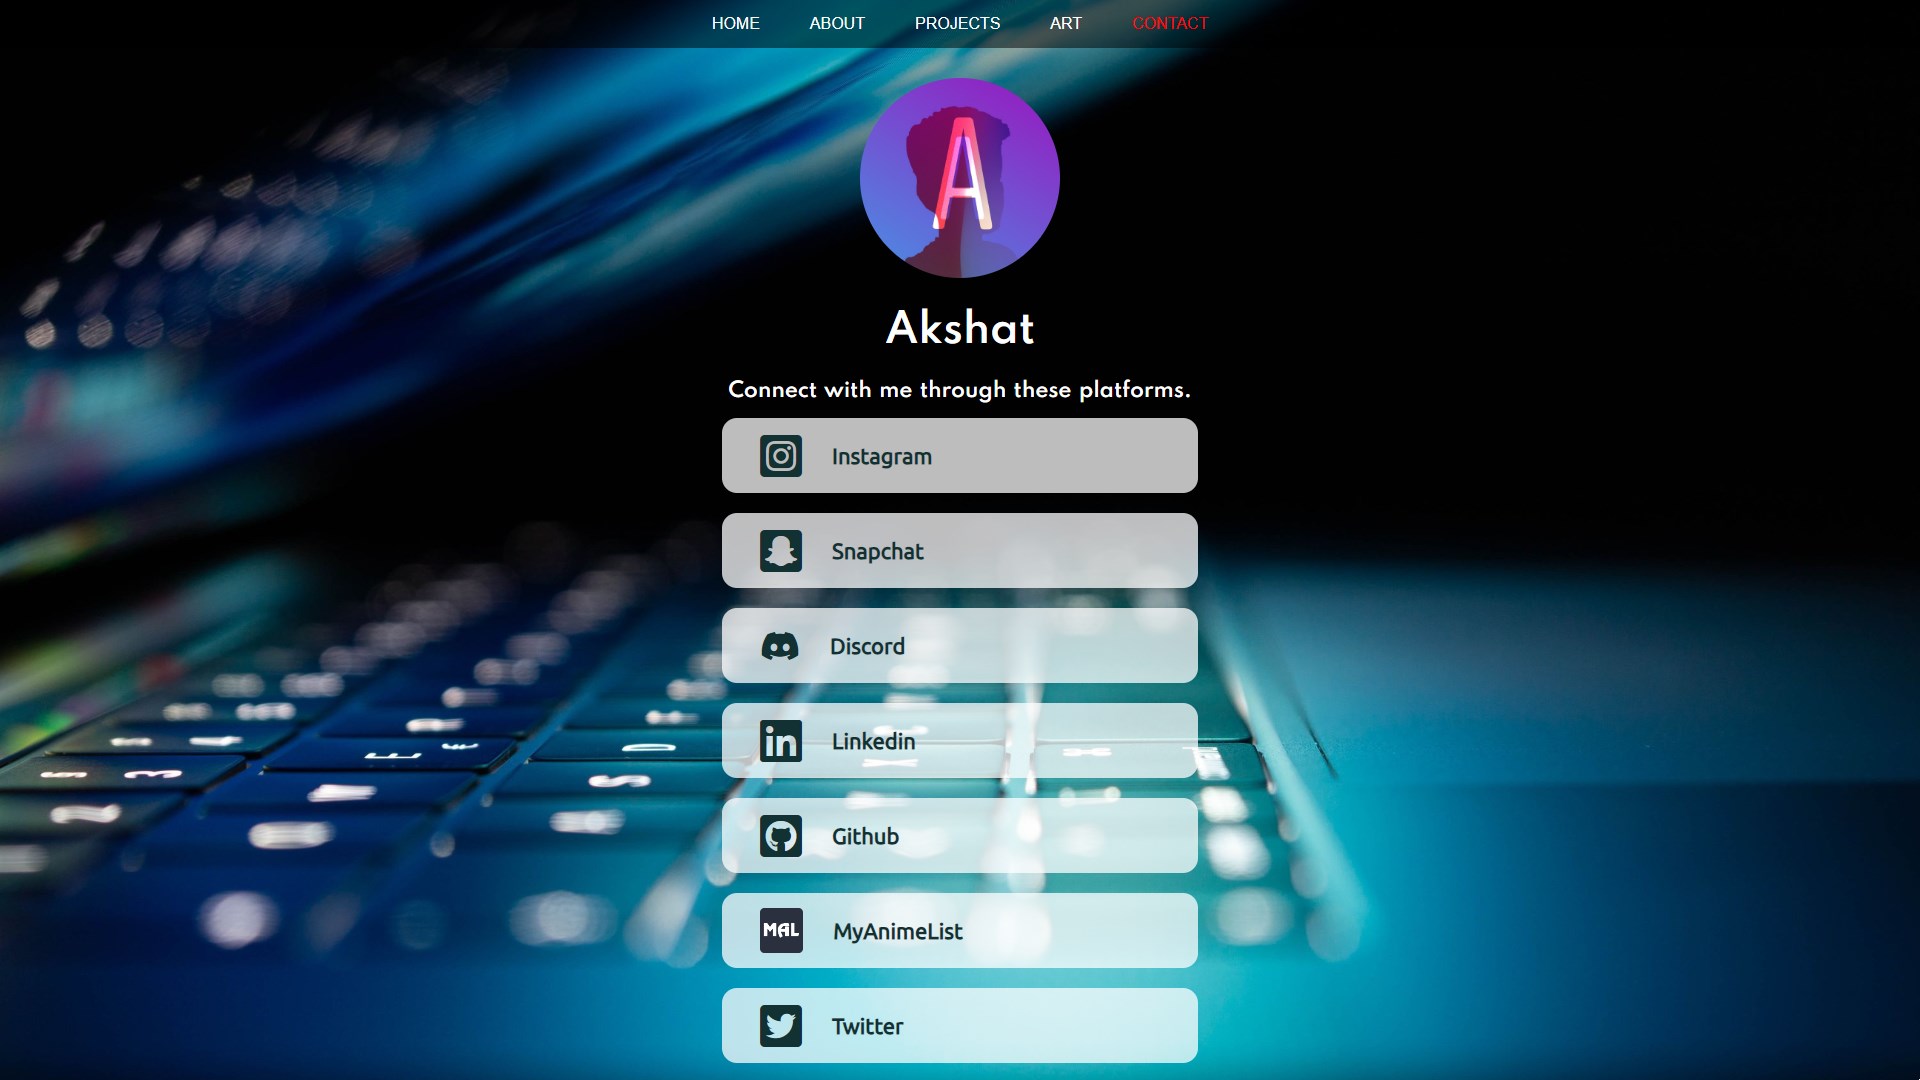 HOME ABOUT PROJECTS ART CONTACT
A
Akshat
Connect with me through these platforms.
Instagram
Snapchat
Discord
in Linkedin
Github
MAL MyAnimeList
Twitter